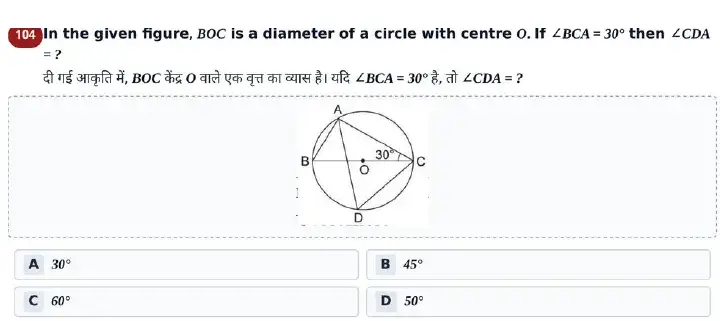 104 In the given figure, BOC is a diameter of a circle with centre O. If ∠BCA = 30° then ∠CDA
= ?
दी गई आकृति में, BOC केंद्र O वाले एक वृत्त का व्यास है। यदि ∠BCA = 30° है, तो ∠CDA = ?
A
B
30°
O
C
D
A 30°
B 45°
C 60°
D 50°